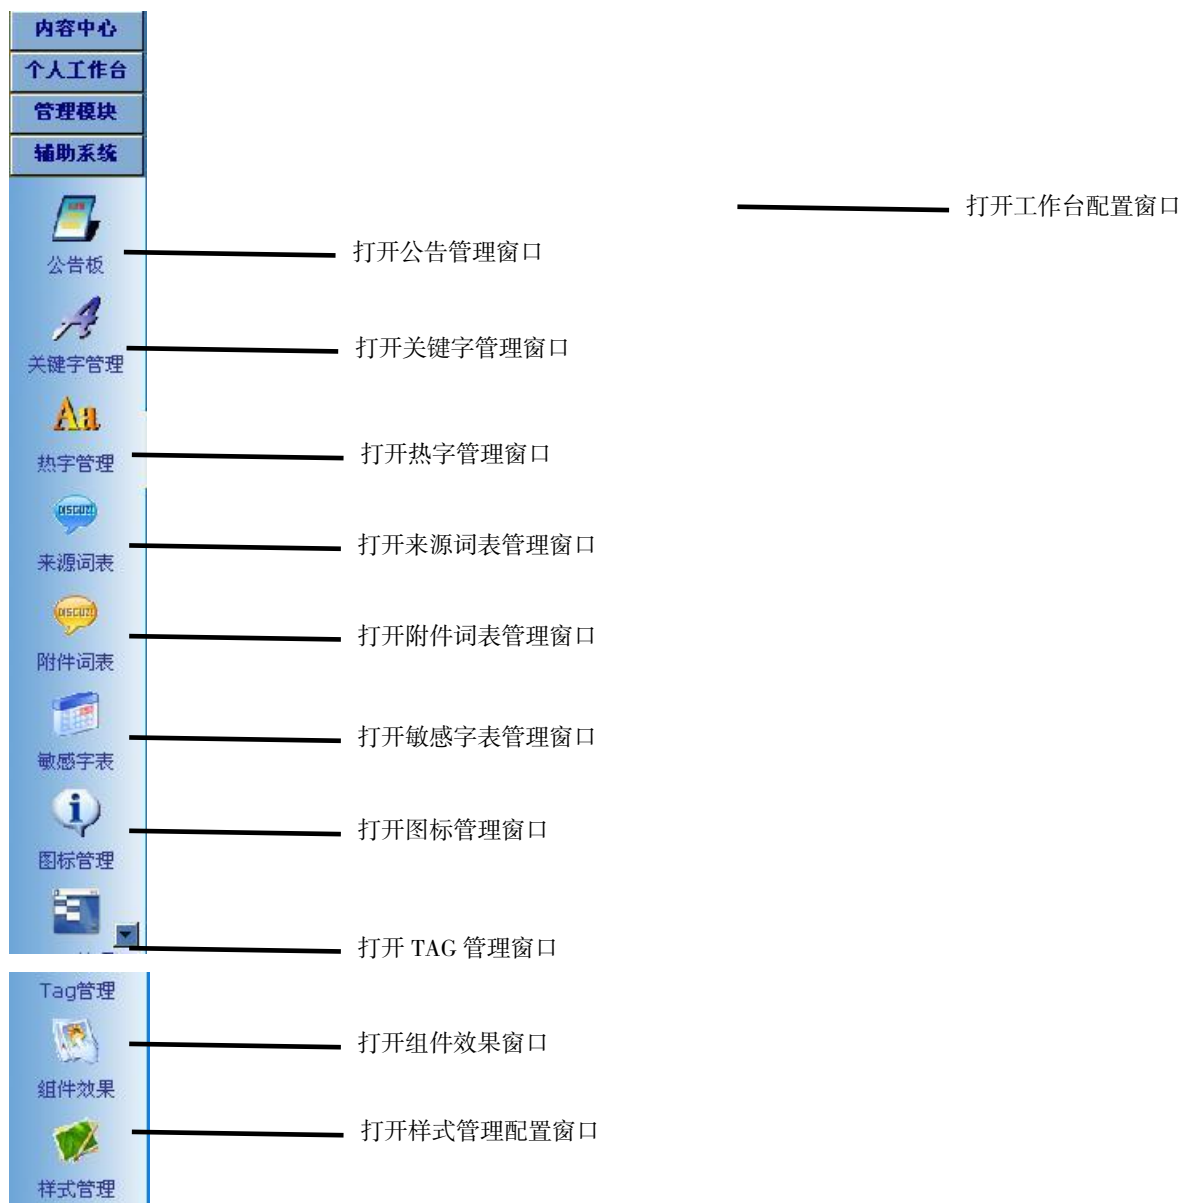 内容中心
个人工作台
管理模块
辅助系统
打开工作台配置窗口
公告板
打开公告管理窗口
关键字管理
打开关键字管理窗口
Aa
热字管理
打开热字管理窗口
DISCUZ!
来源词表
打开来源词表管理窗口
DISCUZ!
附件词表
打开附件词表管理窗口
敏感字表
打开敏感字表管理窗口
图标管理
打开图标管理窗口
打开 TAG 管理窗口
Tag管理
打开组件效果窗口
组件效果
打开样式管理配置窗口
样式管理